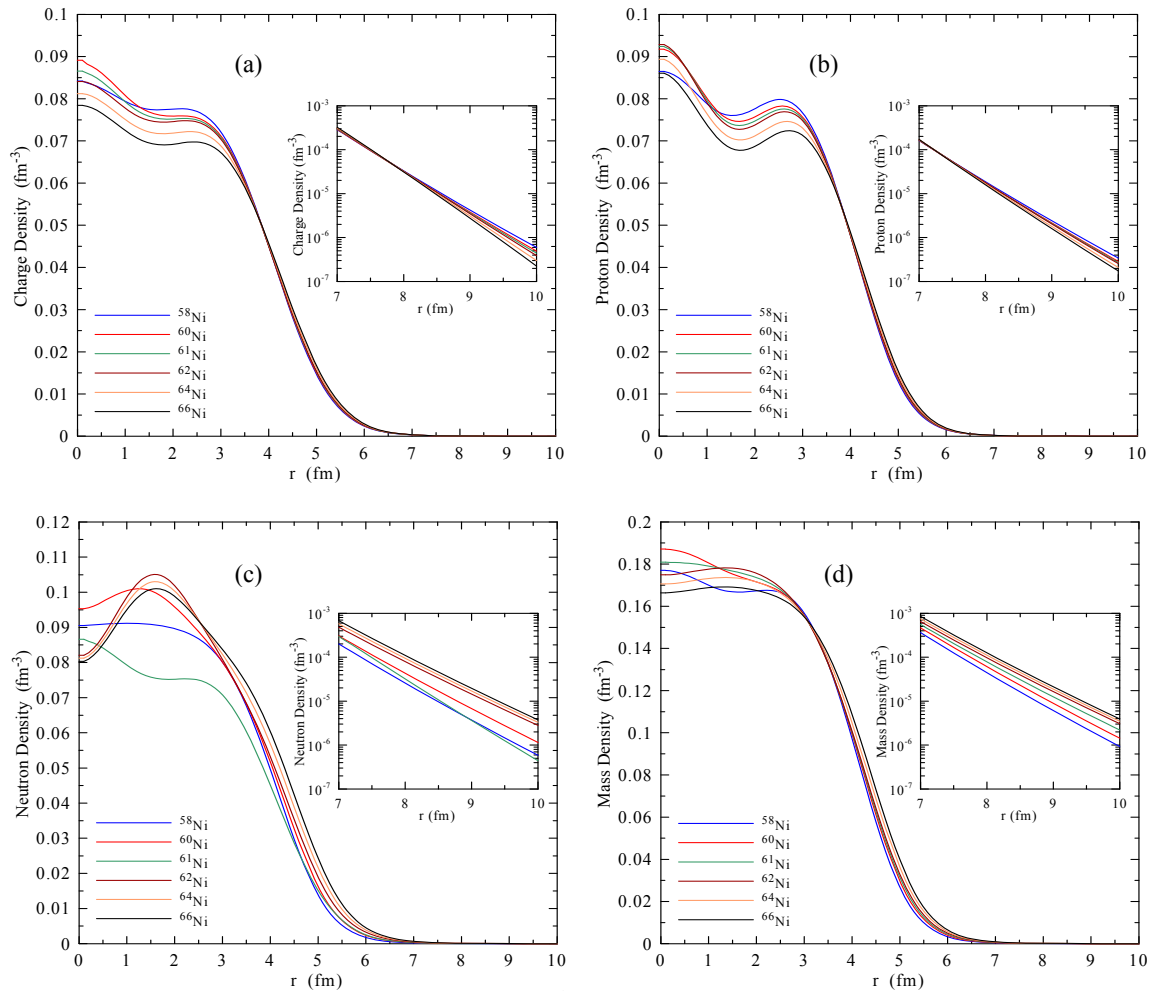 (a)
Charge Density (fm⁻³)
0.1
0.09
0.08
0.07
0.06
0.05
0.04
0.03
0.02
0.01
0
0 1 2 3 4 5 6 7 8 9 10
r (fm)
⁵⁸Ni
⁶⁰Ni
⁶¹Ni
⁶²Ni
⁶⁴Ni
⁶⁶Ni
Charge Density (fm⁻³)
10⁻³
10⁻⁴
10⁻⁵
10⁻⁶
10⁻⁷
7 8 9 10
r (fm)
(b)
Proton Density (fm⁻³)
0.1
0.09
0.08
0.07
0.06
0.05
0.04
0.03
0.02
0.01
0
0 1 2 3 4 5 6 7 8 9 10
r (fm)
⁵⁸Ni
⁶⁰Ni
⁶¹Ni
⁶²Ni
⁶⁴Ni
⁶⁶Ni
Proton Density (fm⁻³)
10⁻³
10⁻⁴
10⁻⁵
10⁻⁶
10⁻⁷
7 8 9 10
r (fm)
(c)
Neutron Density (fm⁻³)
0.12
0.11
0.1
0.09
0.08
0.07
0.06
0.05
0.04
0.03
0.02
0.01
0
0 1 2 3 4 5 6 7 8 9 10
r (fm)
⁵⁸Ni
⁶⁰Ni
⁶¹Ni
⁶²Ni
⁶⁴Ni
⁶⁶Ni
Neutron Density (fm⁻³)
10⁻³
10⁻⁴
10⁻⁵
10⁻⁶
10⁻⁷
7 8 9 10
r (fm)
(d)
Mass Density (fm⁻³)
0.2
0.18
0.16
0.14
0.12
0.1
0.08
0.06
0.04
0.02
0
0 1 2 3 4 5 6 7 8 9 10
r (fm)
⁵⁸Ni
⁶⁰Ni
⁶¹Ni
⁶²Ni
⁶⁴Ni
⁶⁶Ni
Mass Density (fm⁻³)
10⁻³
10⁻⁴
10⁻⁵
10⁻⁶
10⁻⁷
7 8 9 10
r (fm)